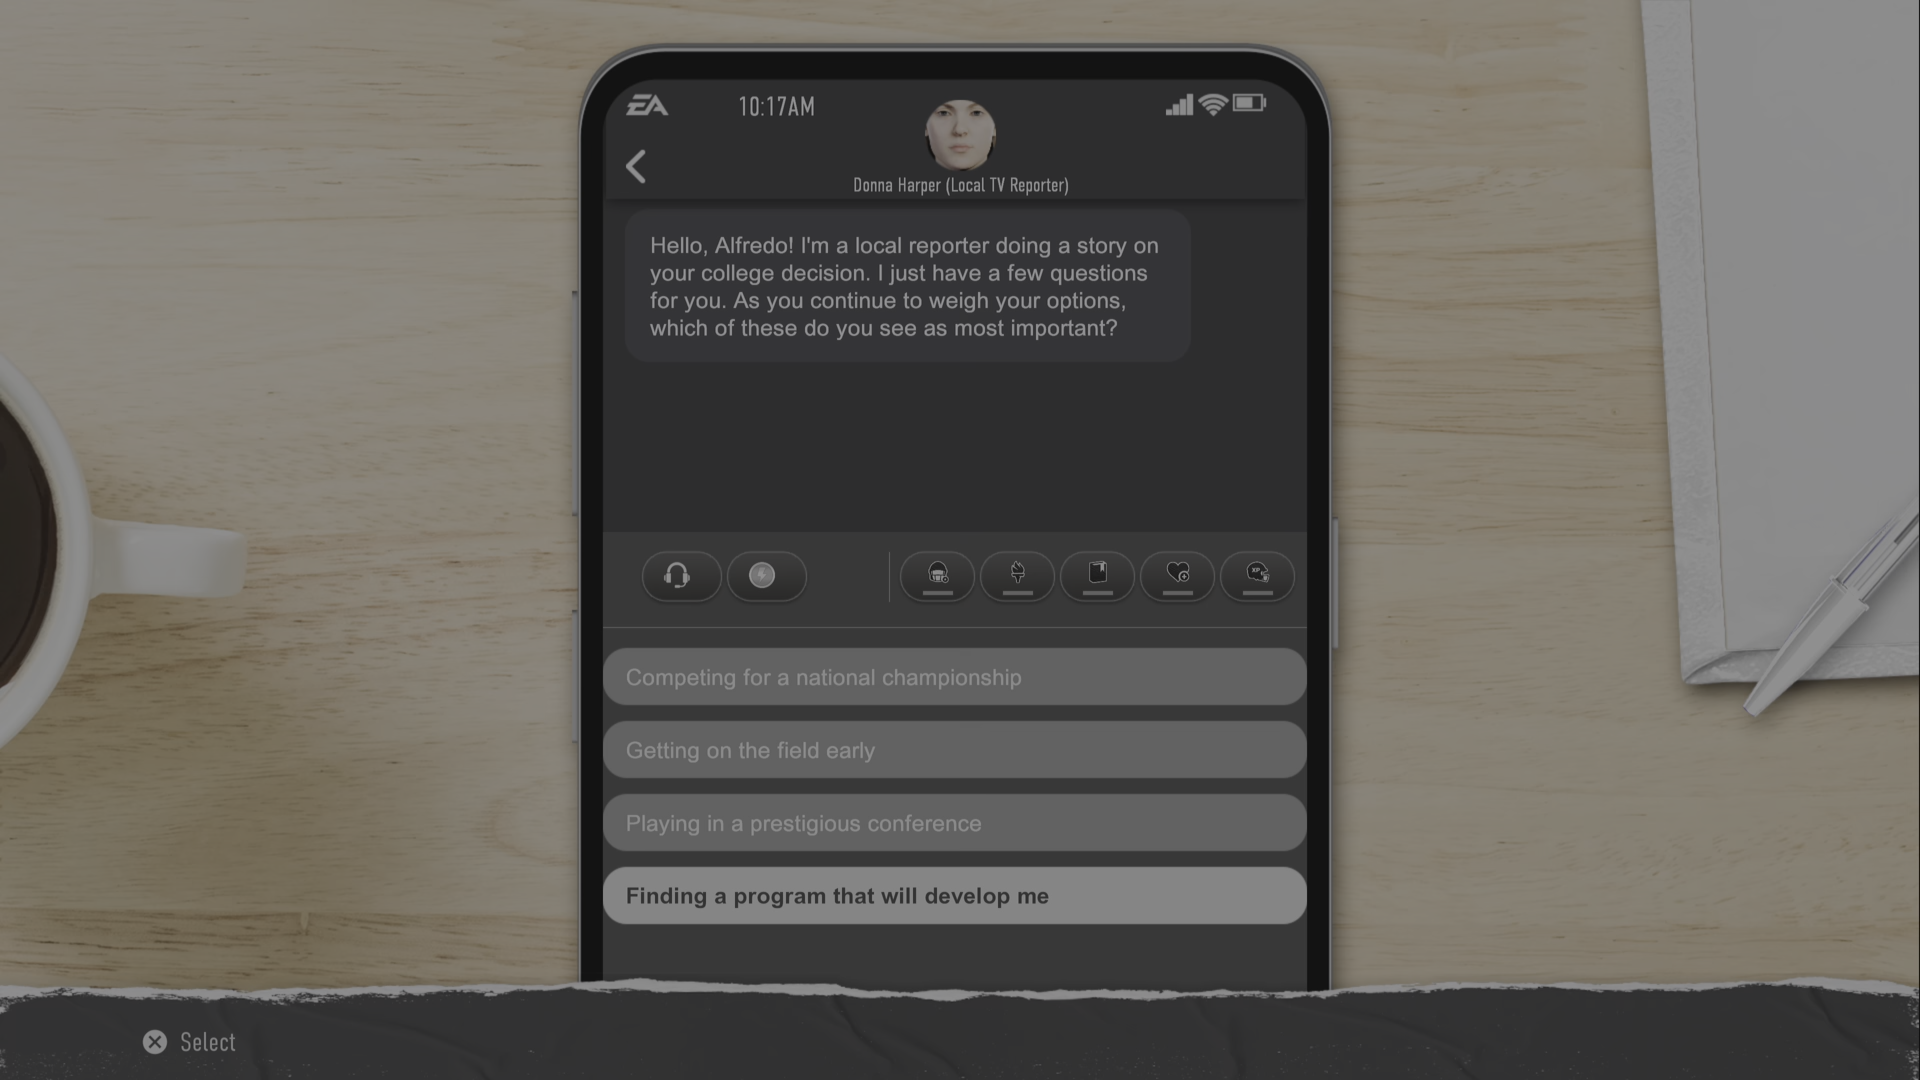 EA
10:17AM
Donna Harper (Local TV Reporter)
Hello, Alfredo! I'm a local reporter doing a story on
your college decision. I just have a few questions
for you. As you continue to weigh your options,
which of these do you see as most important?
XP
Competing for a national championship
Getting on the field early
Playing in a prestigious conference
Finding a program that will develop me
Select